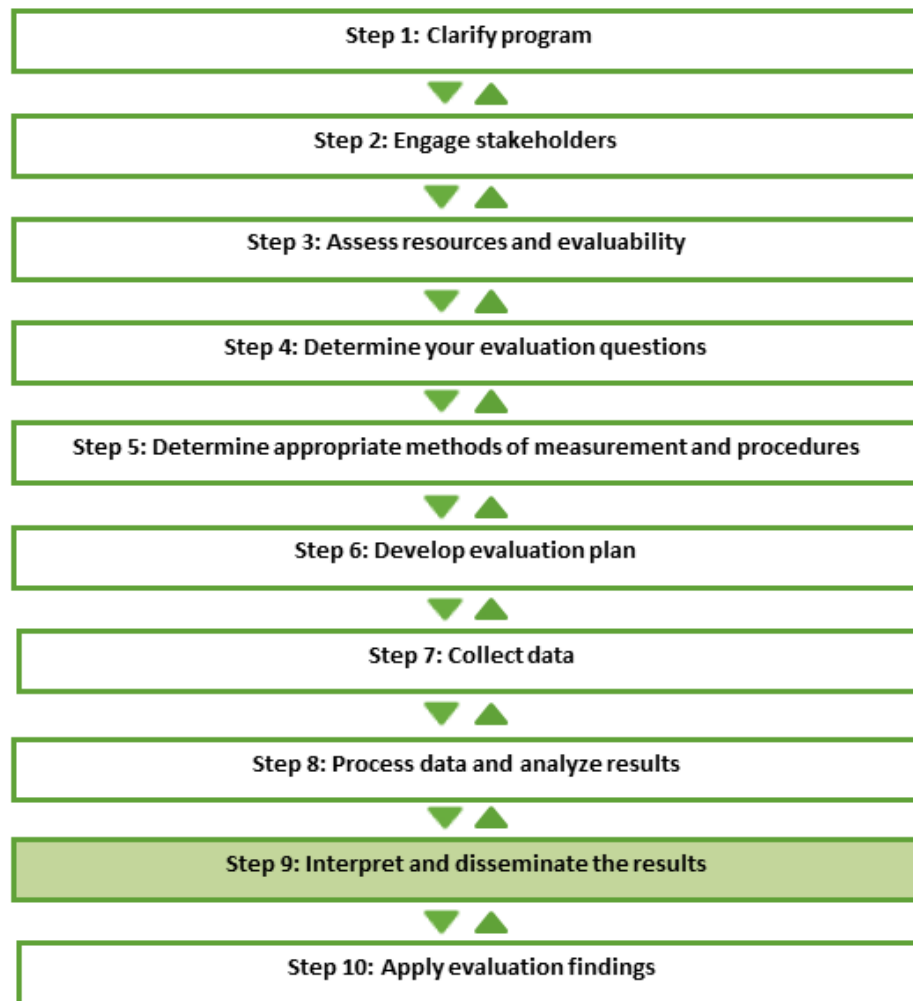 Step 1: Clarify program
Step 2: Engage stakeholders
Step 3: Assess resources and evaluability
Step 4: Determine your evaluation questions
Step 5: Determine appropriate methods of measurement and procedures
Step 6: Develop evaluation plan
Step 7: Collect data
Step 8: Process data and analyze results
Step 9: Interpret and disseminate the results
Step 10: Apply evaluation findings